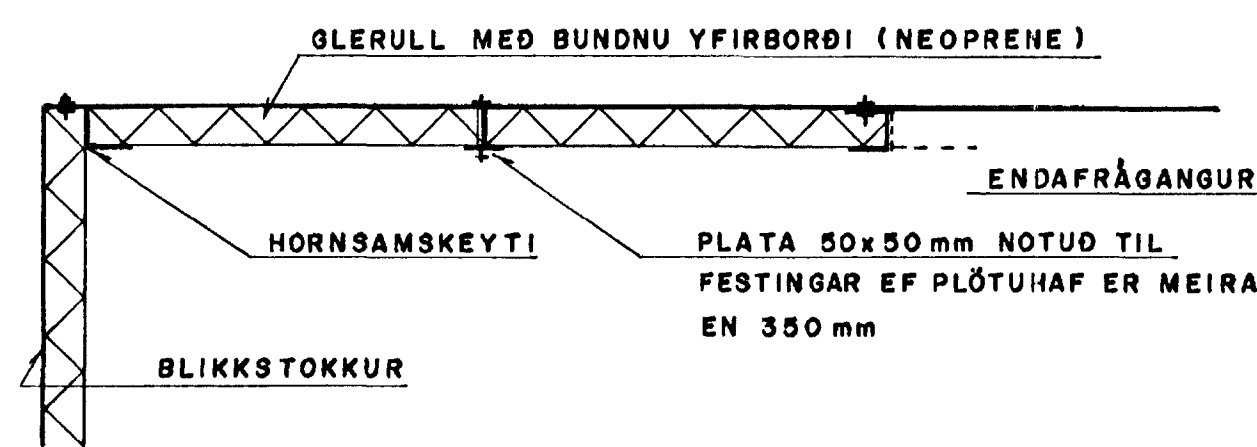 GLERULL MEÐ BUNDNU YFIRBORÐI (NEOPRENE)
ENDAFRÁGANGUR
HORNSAMSKEYTI
PLATA 50x50 mm NOTUÐ TIL
FESTINGAR EF PLÖTUHAF ER MEIRA
EN 350 mm
BLIKKSTOKKUR